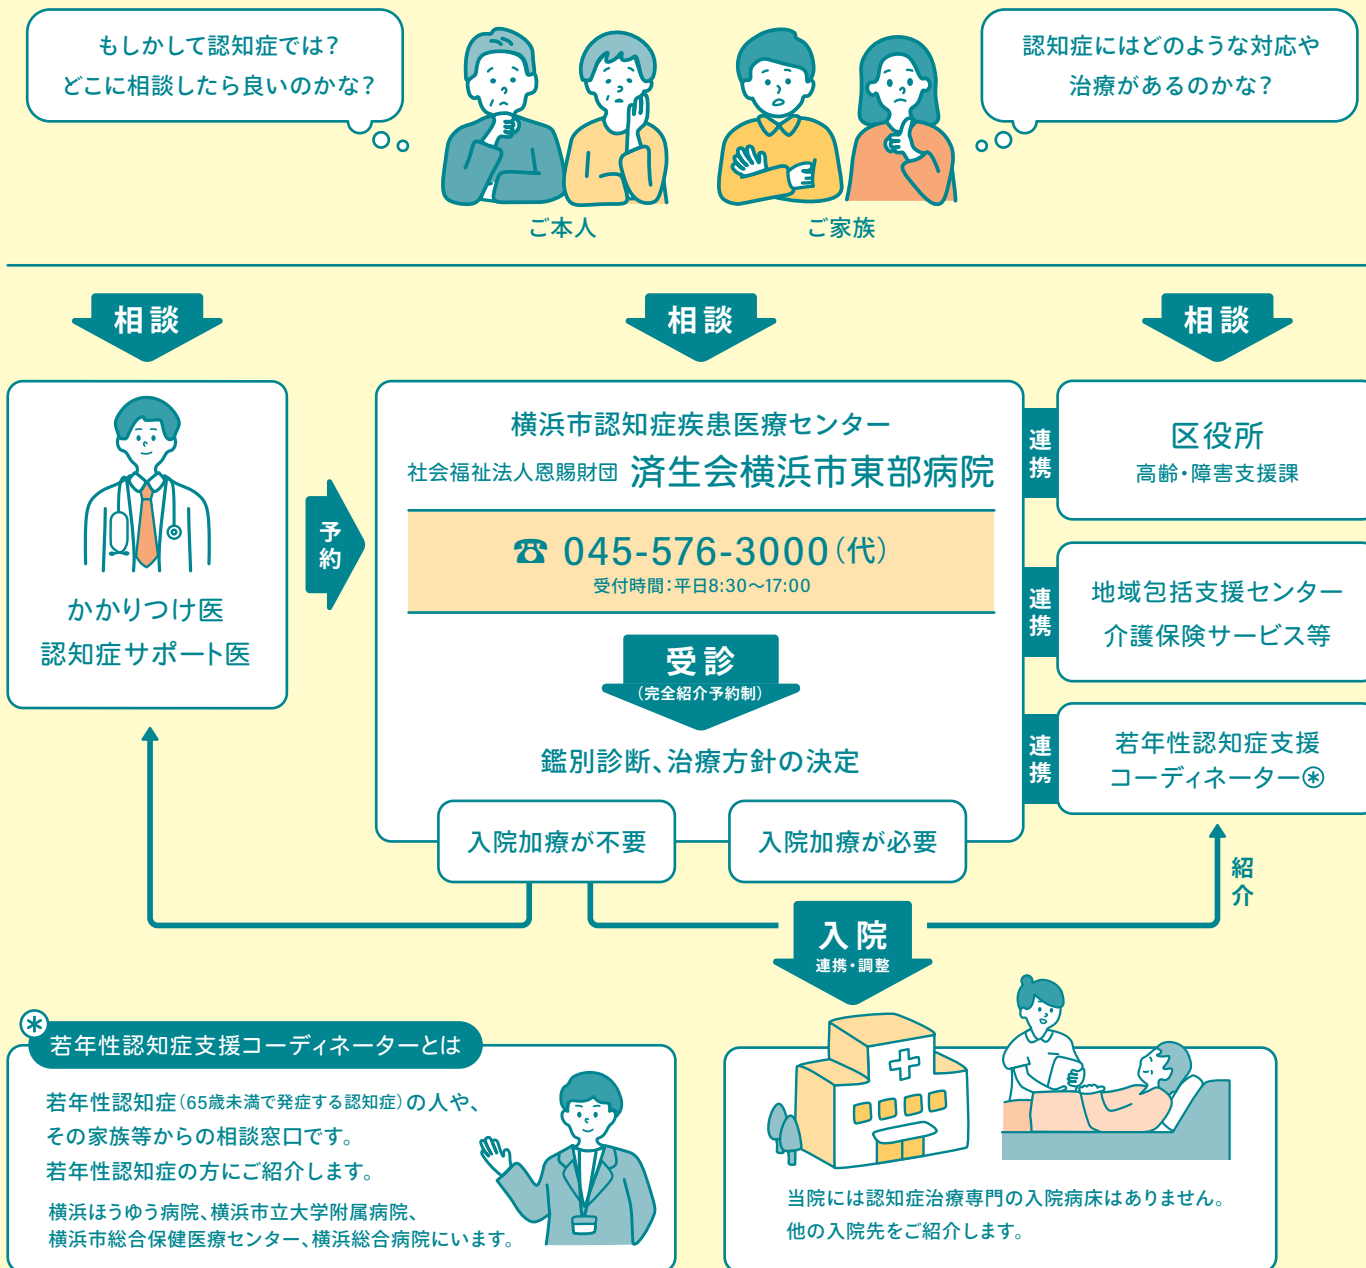 もしかして認知症では？
どこに相談したら良いのかな？
認知症にはどのような対応や
治療があるのかな？
ご本人
ご家族
相談
相談
相談
かかりつけ医
認知症サポート医
予約
横浜市認知症疾患医療センター
社会福祉法人恩賜財団 済生会横浜市東部病院
☎ 045-576-3000（代）
受付時間：平日8:30～17:00
受診
（完全紹介予約制）
鑑別診断、治療方針の決定
入院加療が不要
入院加療が必要
連携
区役所
高齢・障害支援課
連携
地域包括支援センター
介護保険サービス等
連携
若年性認知症支援
コーディネーター⊛
紹介
入院
連携・調整
＊
若年性認知症支援コーディネーターとは
若年性認知症（65歳未満で発症する認知症）の人や、
その家族等からの相談窓口です。
若年性認知症の方にご紹介します。
横浜ほうゆう病院、横浜市立大学附属病院、
横浜市総合保健医療センター、横浜総合病院にいます。
当院には認知症治療専門の入院病床はありません。
他の入院先をご紹介します。